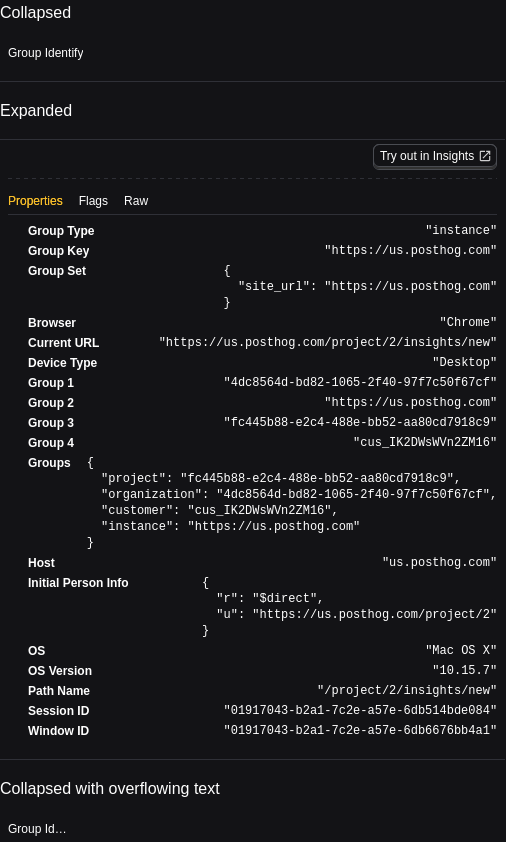 Collapsed
Group Identify
Expanded
Try out in Insights
Properties Flags Raw
Group Type "instance"
Group Key "https://us.posthog.com"
Group Set {
"site_url": "https://us.posthog.com"
}
Browser "Chrome"
Current URL "https://us.posthog.com/project/2/insights/new"
Device Type "Desktop"
Group 1 "4dc8564d-bd82-1065-2f40-97f7c50f67cf"
Group 2 "https://us.posthog.com"
Group 3 "fc445b88-e2c4-488e-bb52-aa80cd7918c9"
Group 4 "cus_IK2DWsWVn2ZM16"
Groups {
"project": "fc445b88-e2c4-488e-bb52-aa80cd7918c9",
"organization": "4dc8564d-bd82-1065-2f40-97f7c50f67cf",
"customer": "cus_IK2DWsWVn2ZM16",
"instance": "https://us.posthog.com"
}
Host "us.posthog.com"
Initial Person Info {
"r": "$direct",
"u": "https://us.posthog.com/project/2"
}
OS "Mac OS X"
OS Version "10.15.7"
Path Name "/project/2/insights/new"
Session ID "01917043-b2a1-7c2e-a57e-6db514bde084"
Window ID "01917043-b2a1-7c2e-a57e-6db6676bb4a1"
Collapsed with overflowing text
Group Id…